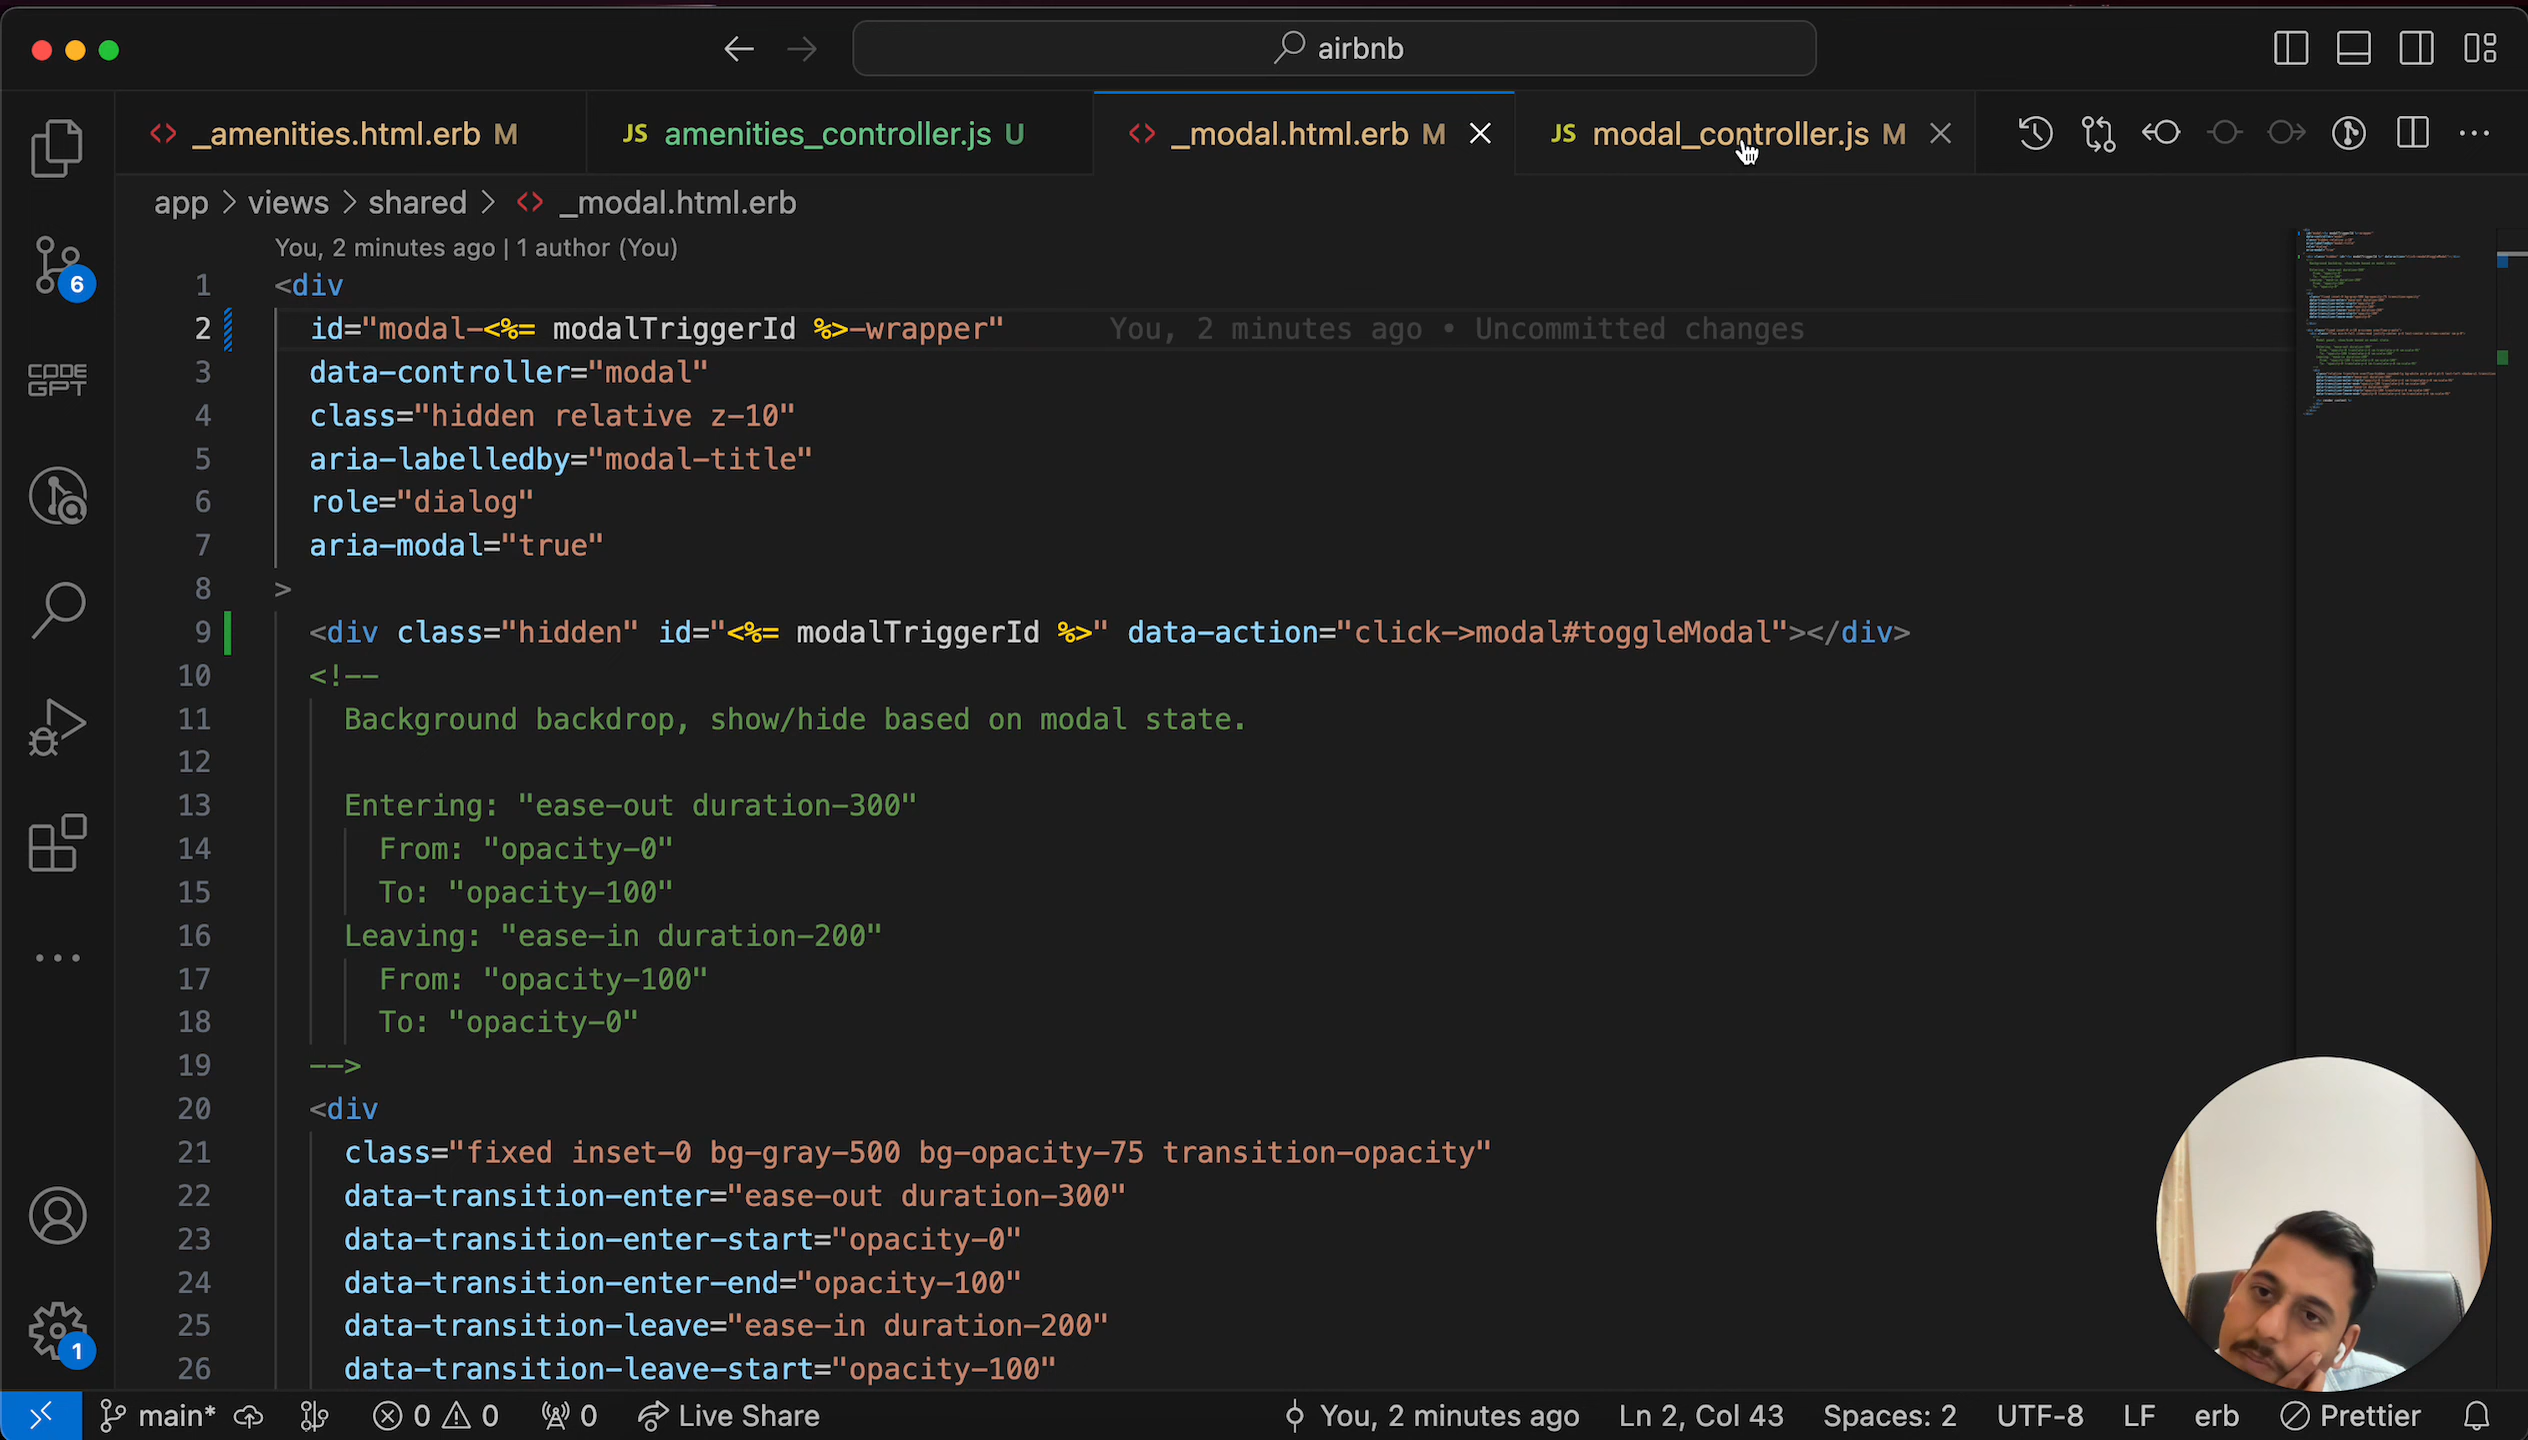 airbnb
_amenities.html.erb M
JS amenities_controller.js U
_modal.html.erb M
JS modal_controller.js M
app > views > shared > _modal.html.erb
You, 2 minutes ago | 1 author (You)
1 <div
2 id="modal-<%= modalTriggerId %>-wrapper" You, 2 minutes ago • Uncommitted changes
3 data-controller="modal"
4 class="hidden relative z-10"
5 aria-labelledby="modal-title"
6 role="dialog"
7 aria-modal="true"
8 >
9 <div class="hidden" id="<%= modalTriggerId %>" data-action="click->modal#toggleModal"></div>
10 <!--
11 Background backdrop, show/hide based on modal state.
12
13 Entering: "ease-out duration-300"
14 From: "opacity-0"
15 To: "opacity-100"
16 Leaving: "ease-in duration-200"
17 From: "opacity-100"
18 To: "opacity-0"
19 -->
20 <div
21 class="fixed inset-0 bg-gray-500 bg-opacity-75 transition-opacity"
22 data-transition-enter="ease-out duration-300"
23 data-transition-enter-start="opacity-0"
24 data-transition-enter-end="opacity-100"
25 data-transition-leave="ease-in duration-200"
26 data-transition-leave-start="opacity-100"
6
CODE
GPT
1
main* 0 0 0 Live Share You, 2 minutes ago Ln 2, Col 43 Spaces: 2 UTF-8 LF erb Prettier